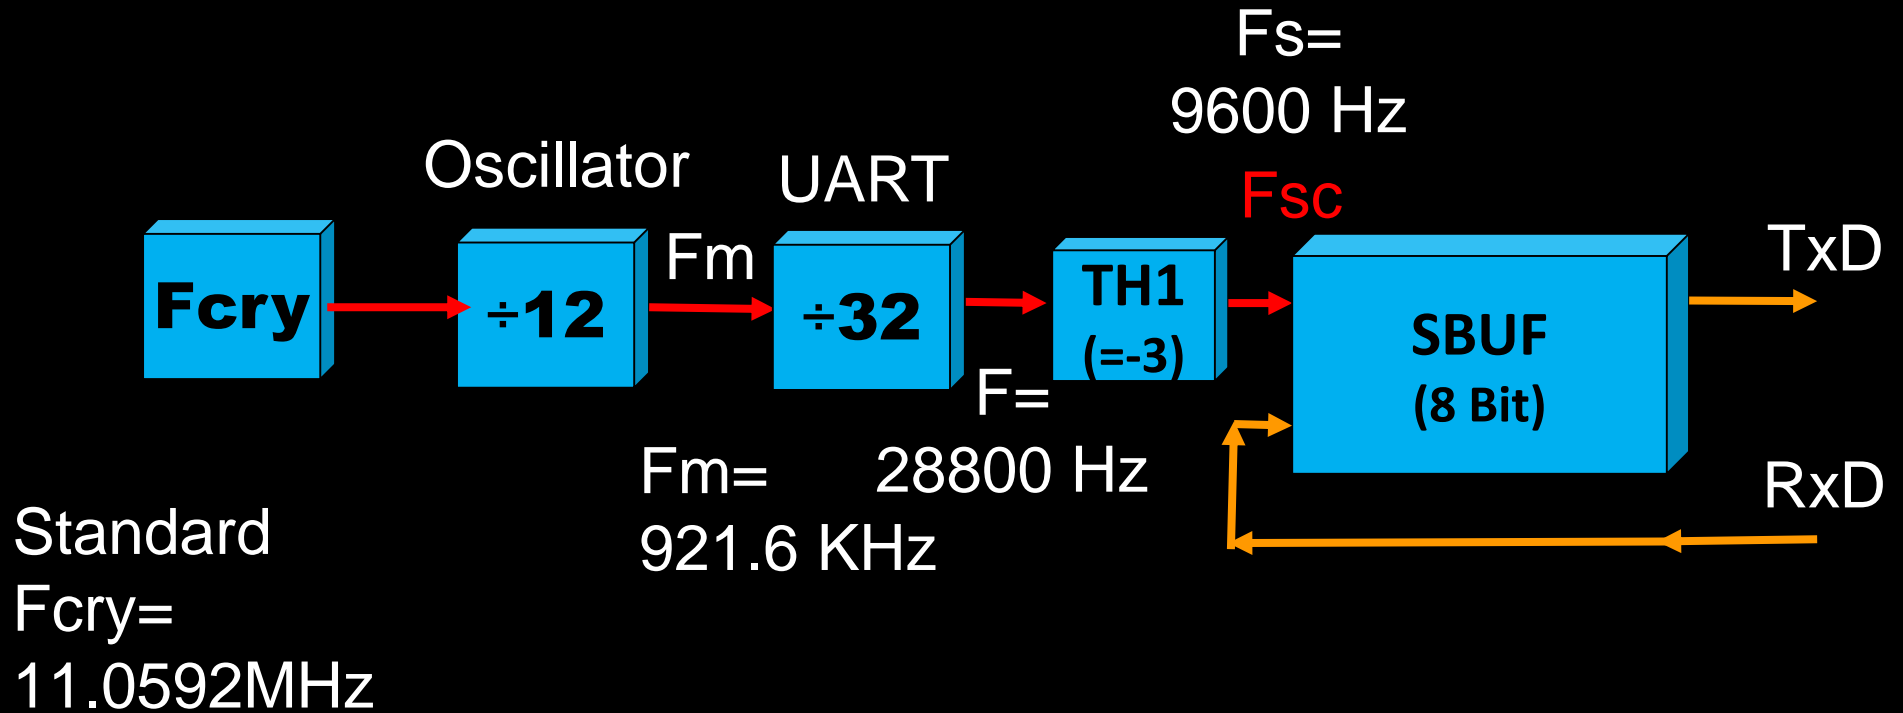 Fs=
9600 Hz
Oscillator
UART
Fsc
Fcry
÷12
Fm
÷32
TH1
(=-3)
SBUF
(8 Bit)
TxD
F=
28800 Hz
Fm=
921.6 KHz
RxD
Standard
Fcry=
11.0592MHz